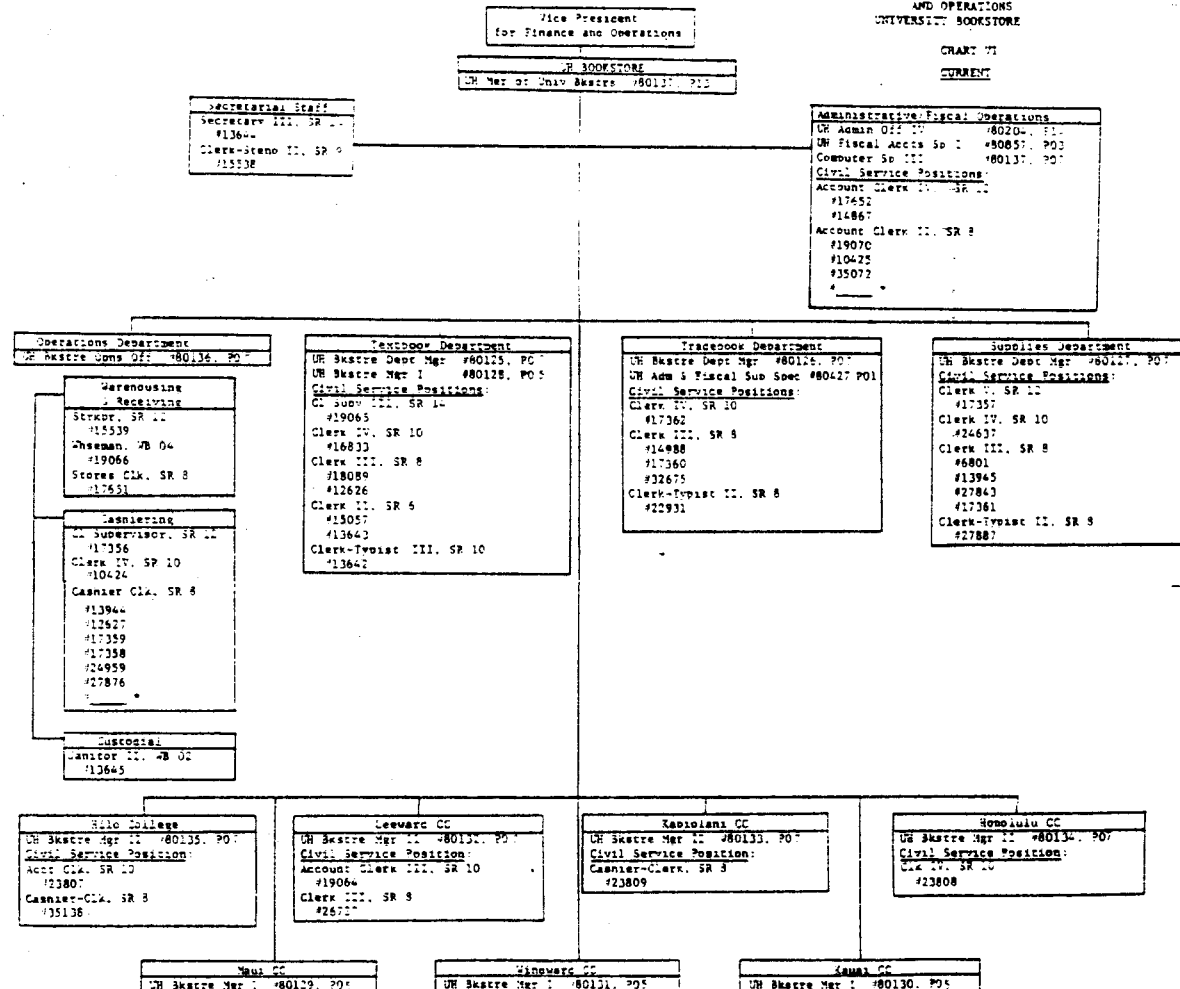 AND OPERATIONS
UNIVERSITY BOOKSTORE
CHART VI
CURRENT
Vice President
for Finance and Operations
UH BOOKSTORE
UH Mgr of Univ Bkstrs
Secretarial Staff
Secretary III, SR
#13644
Clerk-Steno II, SR 9
#15538
Administrative/Fiscal Operations
UH Admin Off IV #80204,
UH Fiscal Accts Sp I #80857, P03
Computer Sp III #80137,
Civil Service Positions:
Account Clerk IV, SR 12
#17652
#14867
Account Clerk II, SR 8
#19070
#10425
#35072
# *
Operations Department
UH Bkstre Opns Off #80136,
Warehousing
& Receiving
Strkpr, SR 12
#15539
Whseman, WB 04
#19066
Stores Clk, SR 8
#17651
Cashiering
Cl Supervisor, SR 12
#17356
Clerk IV, SR 10
#10424
Cashier Clk, SR 8
#13944
#12627
#17359
#17358
#24959
#27876
# *
Custodial
Janitor II, WB 02
#13645
Textbook Department
UH Bkstre Dept Mgr #80125,
UH Bkstre Mgr I #80128, P05
Civil Service Positions:
Cl Supv III, SR 14
#19065
Clerk IV, SR 10
#16833
Clerk III, SR 8
#18089
#12626
Clerk II, SR 6
#15057
#13643
Clerk-Typist III, SR 10
#13642
Tradebook Department
UH Bkstre Dept Mgr #80126, P07
UH Adm & Fiscal Sup Spec #80427 P01
Civil Service Positions:
Clerk IV, SR 10
#17362
Clerk III, SR 8
#14988
#17360
#32675
Clerk-Typist II, SR 8
#22931
Supplies Department
UH Bkstre Dept Mgr #80127, P07
Civil Service Positions:
Clerk V, SR 12
#17357
Clerk IV, SR 10
#24637
Clerk III, SR 8
#6801
#13945
#27843
#17361
Clerk-Typist II, SR 8
#27887
Hilo College
UH Bkstre Mgr II #80135, P07
Civil Service Position:
Acct Clk, SR 10
#23807
Cashier-Clk, SR 8
#35138
Leeward CC
UH Bkstre Mgr II #80132, P07
Civil Service Position:
Account Clerk III, SR 10
#19064
Clerk III, SR 8
Kapiolani CC
UH Bkstre Mgr II #80133, P07
Civil Service Position:
Cashier-Clerk, SR 8
#23809
Honolulu CC
UH Bkstre Mgr II #80134, P07
Civil Service Position:
Clk IV, SR 10
#23808
Maui CC
UH Bkstre Mgr I #80129, P05
Windward CC
UH Bkstre Mgr I #80131, P05
Kauai CC
UH Bkstre Mgr I #80130, P05